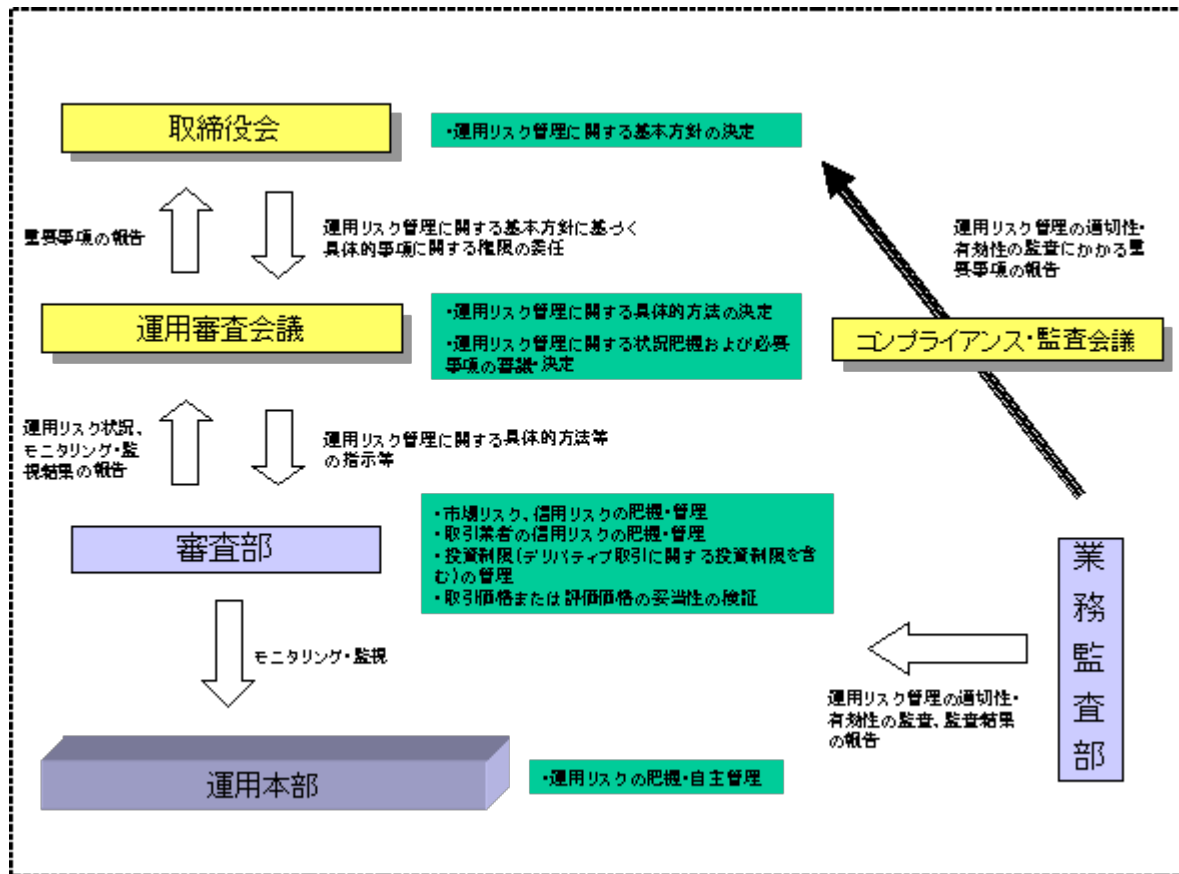 取締役会
・運用リスク管理に関する基本方針の決定
重要事項の報告
運用リスク管理に関する基本方針に基づく
具体的事項に関する権限の委任
運用リスク管理の適切性・
有効性の監査にかかる重
要事項の報告
運用審査会議
・運用リスク管理に関する具体的方法の決定
・運用リスク管理に関する状況把握および必要
事項の審議・決定
コンプライアンス・監査会議
運用リスク状況、
モニタリング・監
視結果の報告
運用リスク管理に関する具体的方法等
の指示等
審査部
・市場リスク、信用リスクの把握・管理
・取引業者の信用リスクの把握・管理
・投資制限(デリバティブ取引に関する投資制限を含
む)の管理
・取引価格または評価価格の妥当性の検証
業務監査部
モニタリング・監視
運用リスク管理の適切性・
有効性の監査、監査結果
の報告
運用本部
・運用リスクの把握・自主管理